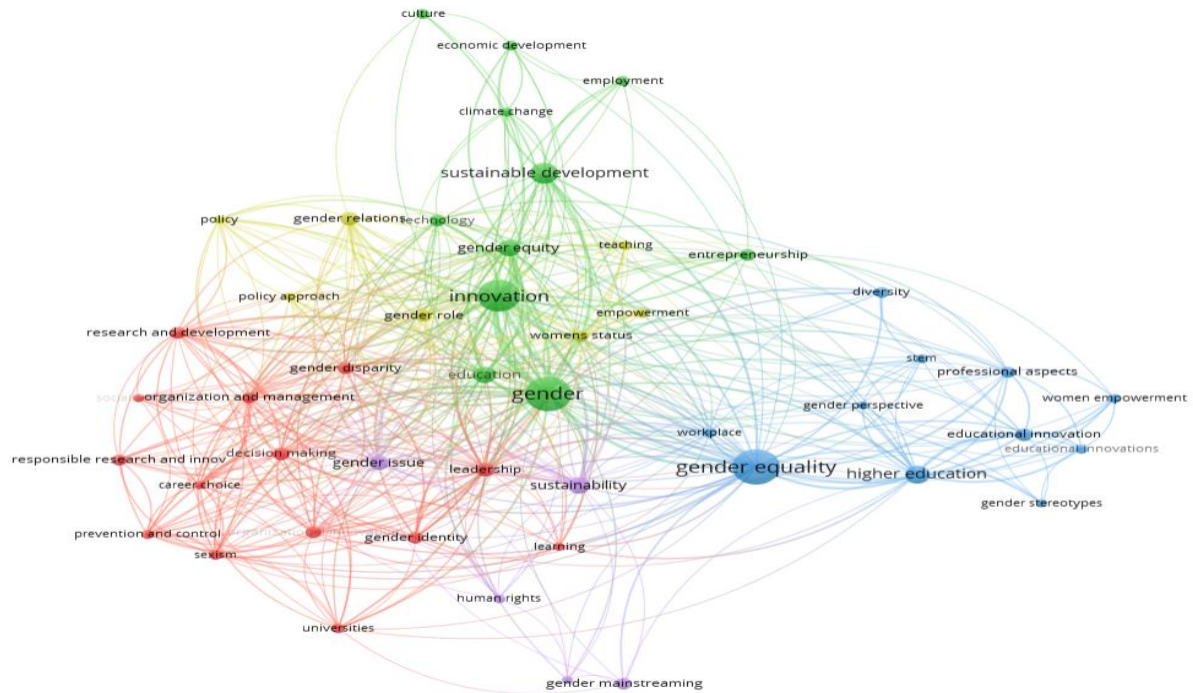 culture
economic development
employment
climate change
sustainable development
policy
gender relations
technology
gender equity
teaching
entrepreneurship
diversity
policy approach
innovation
gender role
empowerment
research and development
womens status
stem
gender disparity
education
professional aspects
gender
organization and management
women empowerment
gender perspective
workplace
educational innovation
educational innovations
responsible research and innov
decision making
gender issue
leadership
gender equality
higher education
career choice
sustainability
gender stereotypes
prevention and control
gender identity
learning
sexism
human rights
universities
gender mainstreaming